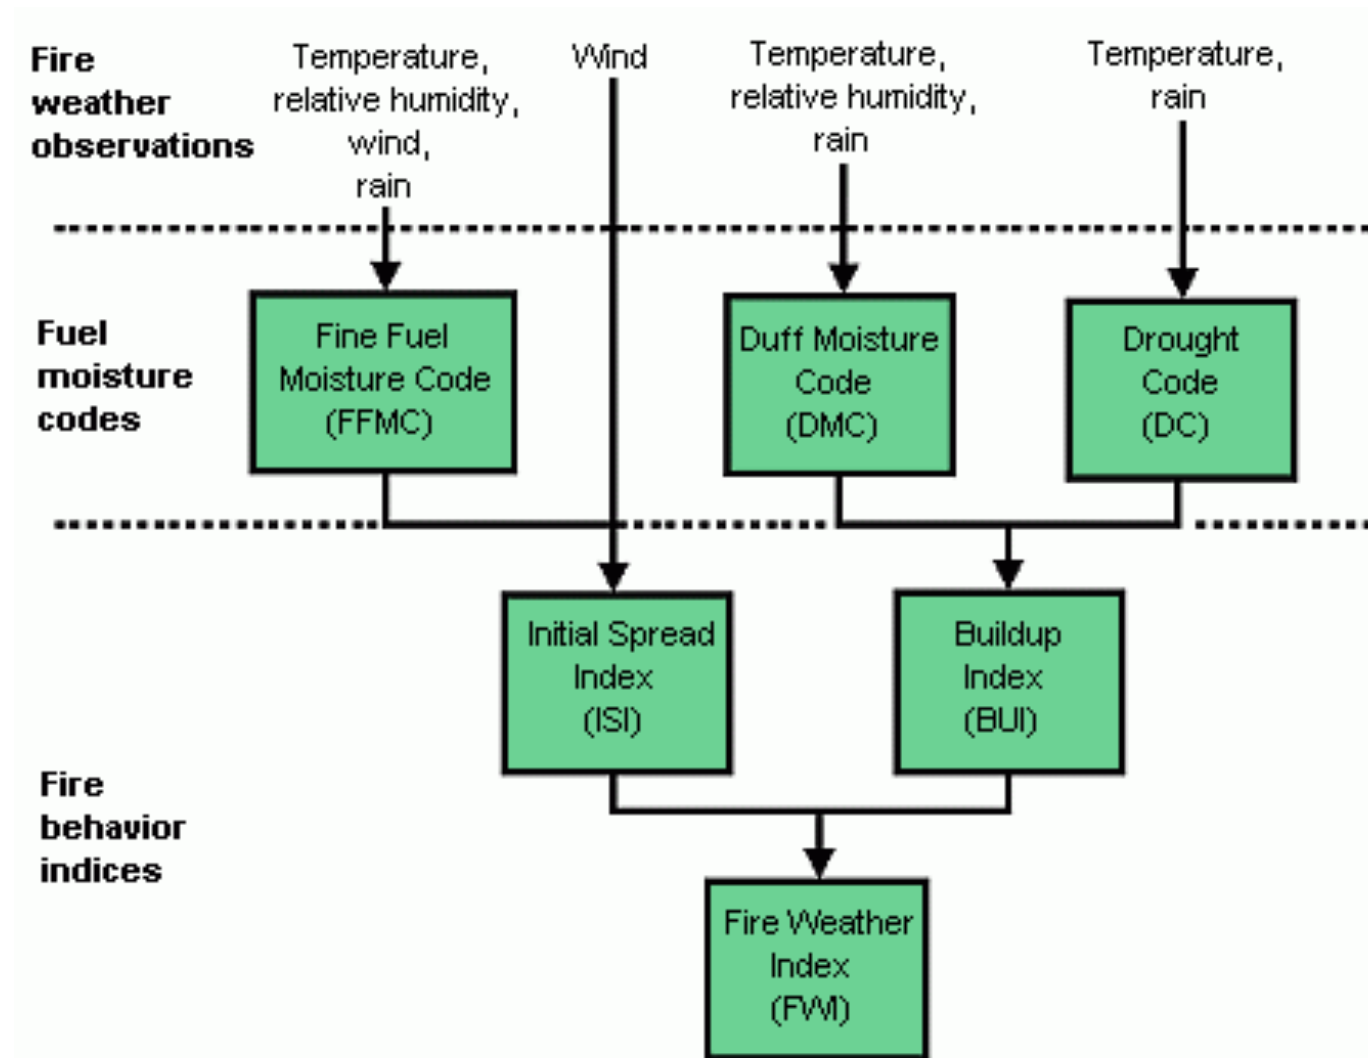 Fire
weather
observations
Temperature,
relative humidity,
wind,
rain
Wind
Temperature,
relative humidity,
rain
Temperature,
rain
Fuel
moisture
codes
Fine Fuel
Moisture Code
(FFMC)
Duff Moisture
Code
(DMC)
Drought
Code
(DC)
Fire
behavior
indices
Initial Spread
Index
(ISI)
Buildup
Index
(BUI)
Fire Weather
Index
(FWI)